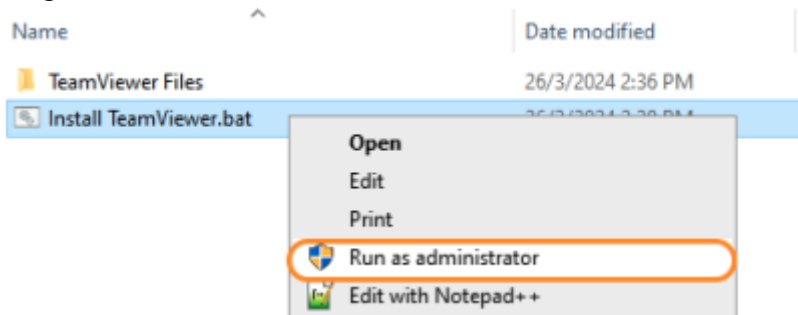 Name Date modified
TeamViewer Files 26/3/2024 2:36 PM
Install TeamViewer.bat
Open
Edit
Print
Run as administrator
Edit with Notepad++